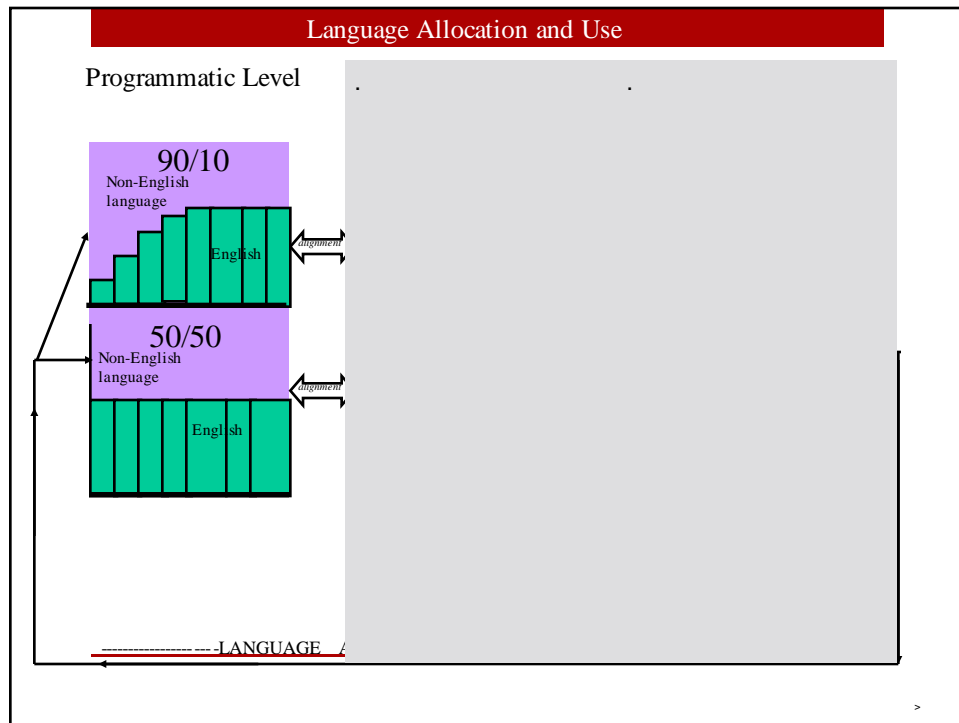 Language Allocation and Use
Programmatic Level
.
.
90/10
Non-English
language
English
alignment
50/50
Non-English
language
English
alignment
-------------------- -LANGUAGE
>